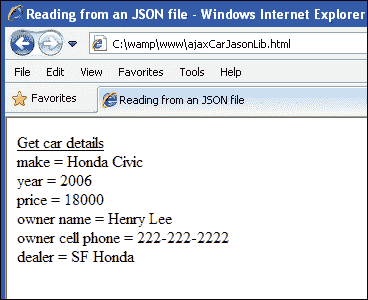 Reading from an JSON file - Windows Internet Explorer
C:\wamp\www\ajaxCarJasonLib.html
File Edit View Favorites Tools Help
Favorites Reading from an JSON file
Get car details
make = Honda Civic
year = 2006
price = 18000
owner name = Henry Lee
owner cell phone = 222-222-2222
dealer = SF Honda